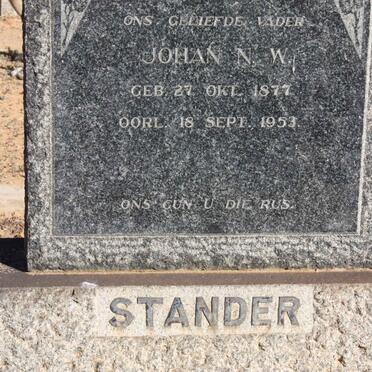 ONS GELIEFDE VADER
JOHAN N. W.
GEB. 27 OKT. 1877
OORL. 18 SEPT. 1953
ONS GUN U DIE RUS.
STANDER